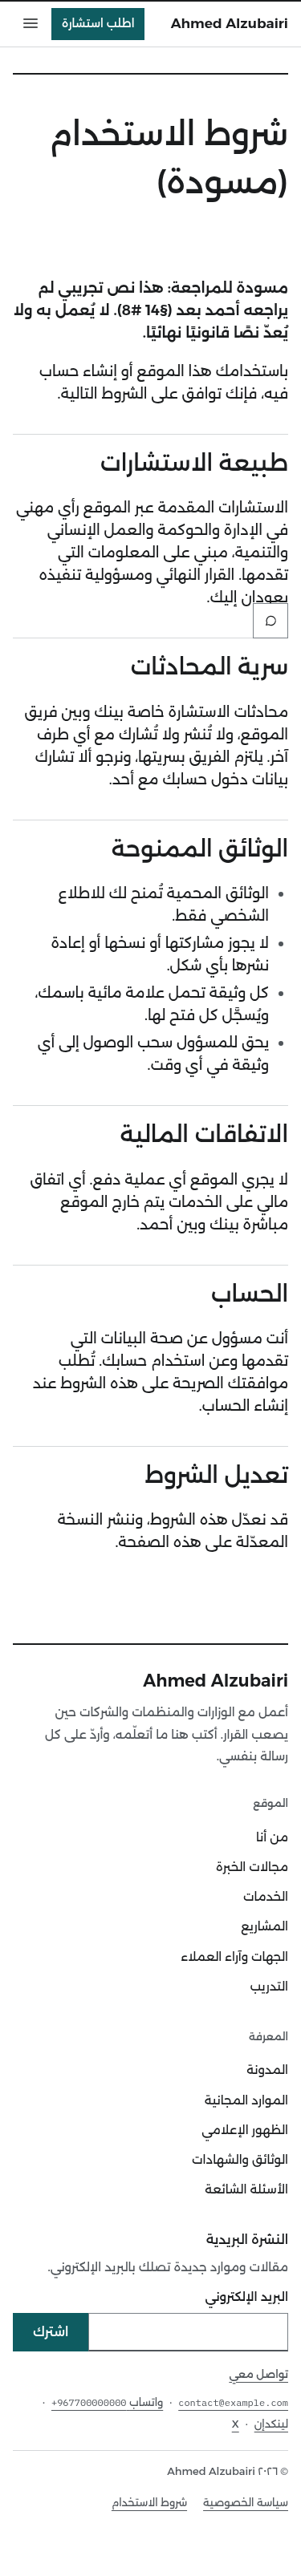 Ahmed Alzubairi
اطلب استشارة
شروط الاستخدام
(مسودة)
مسودة للمراجعة: هذا نص تجريبي لم
يراجعه أحمد بعد (§14 #8). لا يُعمل به ولا
يُعدّ نصًا قانونيًا نهائيًا.
باستخدامك هذا الموقع أو إنشاء حساب
فيه، فإنك توافق على الشروط التالية.
طبيعة الاستشارات
الاستشارات المقدمة عبر الموقع رأي مهني
في الإدارة والحوكمة والعمل الإنساني
والتنمية، مبني على المعلومات التي
تقدمها. القرار النهائي ومسؤولية تنفيذه
يعودان إليك.
سرية المحادثات
محادثات الاستشارة خاصة بينك وبين فريق
الموقع، ولا تُنشر ولا تُشارك مع أي طرف
آخر. يلتزم الفريق بسريتها، ونرجو ألا تشارك
بيانات دخول حسابك مع أحد.
الوثائق الممنوحة
• الوثائق المحمية تُمنح لك للاطلاع
الشخصي فقط.
• لا يجوز مشاركتها أو نسخها أو إعادة
نشرها بأي شكل.
• كل وثيقة تحمل علامة مائية باسمك،
ويُسجَّل كل فتح لها.
• يحق للمسؤول سحب الوصول إلى أي
وثيقة في أي وقت.
الاتفاقات المالية
لا يجري الموقع أي عملية دفع. أي اتفاق
مالي على الخدمات يتم خارج الموقع
مباشرة بينك وبين أحمد.
الحساب
أنت مسؤول عن صحة البيانات التي
تقدمها وعن استخدام حسابك. تُطلب
موافقتك الصريحة على هذه الشروط عند
إنشاء الحساب.
تعديل الشروط
قد نعدّل هذه الشروط، وننشر النسخة
المعدّلة على هذه الصفحة.
Ahmed Alzubairi
أعمل مع الوزارات والمنظمات والشركات حين
يصعب القرار. أكتب هنا ما أتعلّمه، وأردّ على كل
رسالة بنفسي.
الموقع
من أنا
مجالات الخبرة
الخدمات
المشاريع
الجهات وآراء العملاء
التدريب
المعرفة
المدونة
الموارد المجانية
الظهور الإعلامي
الوثائق والشهادات
الأسئلة الشائعة
النشرة البريدية
مقالات وموارد جديدة تصلك بالبريد الإلكتروني.
البريد الإلكتروني
اشترك
تواصل معي
contact@example.com · واتساب +967700000000 ·
لينكدإن · X
© ٢٠٢٦ Ahmed Alzubairi
سياسة الخصوصية شروط الاستخدام